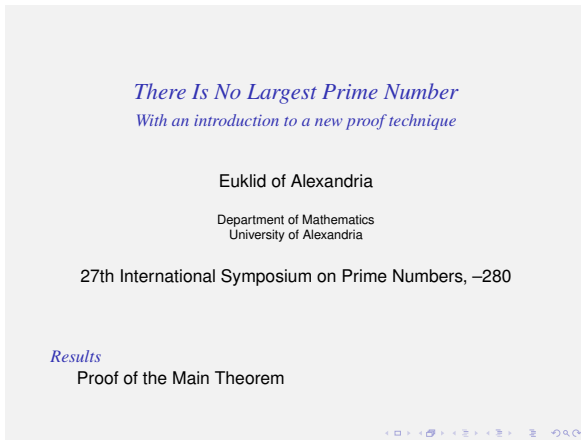 There Is No Largest Prime Number
With an introduction to a new proof technique
Euklid of Alexandria
Department of Mathematics
University of Alexandria
27th International Symposium on Prime Numbers, –280
Results
Proof of the Main Theorem